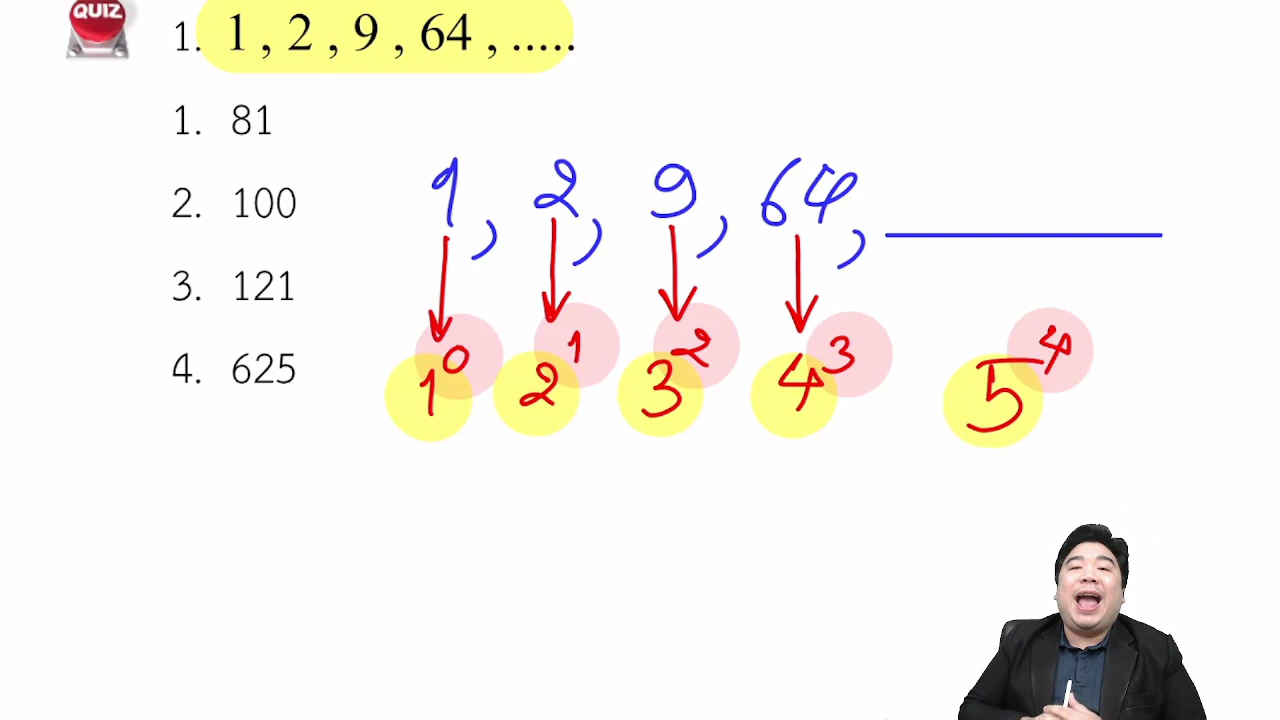 QUIZ
1. 1 , 2 , 9 , 64 , .....
1. 81
2. 100
3. 121
4. 625
1, 2, 9, 64, ________
1⁰ 2¹ 3² 4³ 5⁴